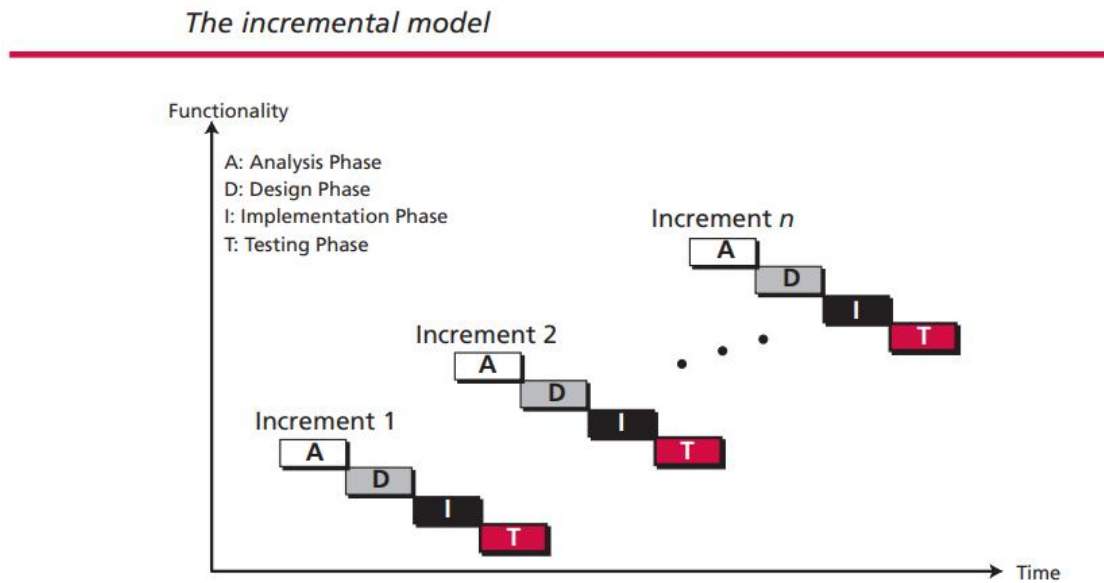 The incremental model
Functionality
A: Analysis Phase
D: Design Phase
I: Implementation Phase
T: Testing Phase
Increment n
A
D
I
T
Increment 2
A
D
I
T
Increment 1
A
D
I
T
Time